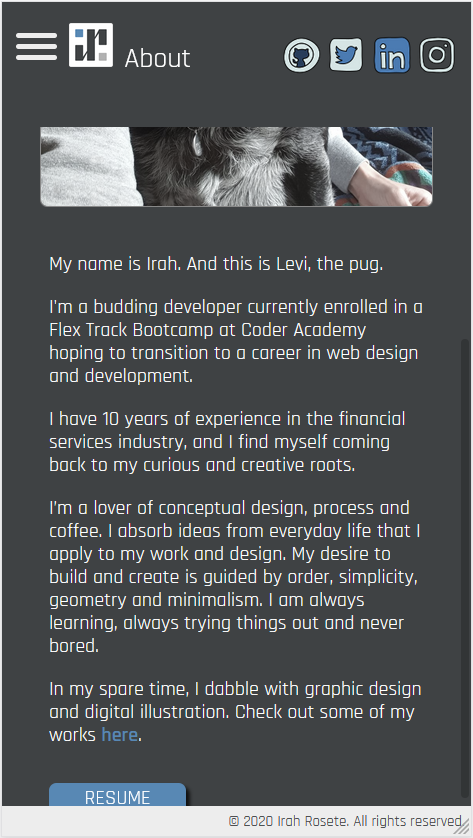 About
My name is Irah. And this is Levi, the pug.
I'm a budding developer currently enrolled in a
Flex Track Bootcamp at Coder Academy
hoping to transition to a career in web design
and development.
I have 10 years of experience in the financial
services industry, and I find myself coming
back to my curious and creative roots.
I'm a lover of conceptual design, process and
coffee. I absorb ideas from everyday life that I
apply to my work and design. My desire to
build and create is guided by order, simplicity,
geometry and minimalism. I am always
learning, always trying things out and never
bored.
In my spare time, I dabble with graphic design
and digital illustration. Check out some of my
works here.
RESUME
© 2020 Irah Rosete. All rights reserved.